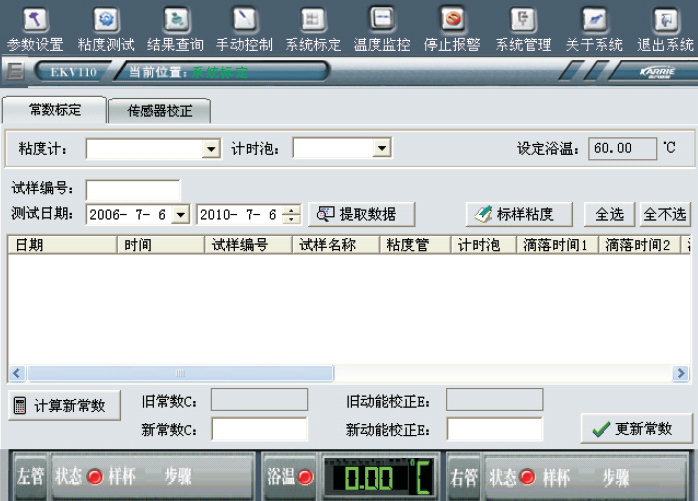 参数设置 粘度测试 结果查询 手动控制 系统标定 温度监控 停止报警 系统管理 关于系统 退出系统
EKV110 当前位置：系统标定 KARRIE
常数标定 传感器校正
粘度计： 计时泡： 设定浴温： 60.00 ℃
试样编号：
测试日期： 2006- 7- 6 2010- 7- 6 提取数据 标样粘度 全选 全不选
日期 时间 试样编号 试样名称 粘度管 计时泡 滴落时间1 滴落时间2
计算新常数 旧常数C： 旧动能校正E：
新常数C： 新动能校正E： 更新常数
左管 状态 样杯 步骤 浴温 0.00 ℃ 右管 状态 样杯 步骤